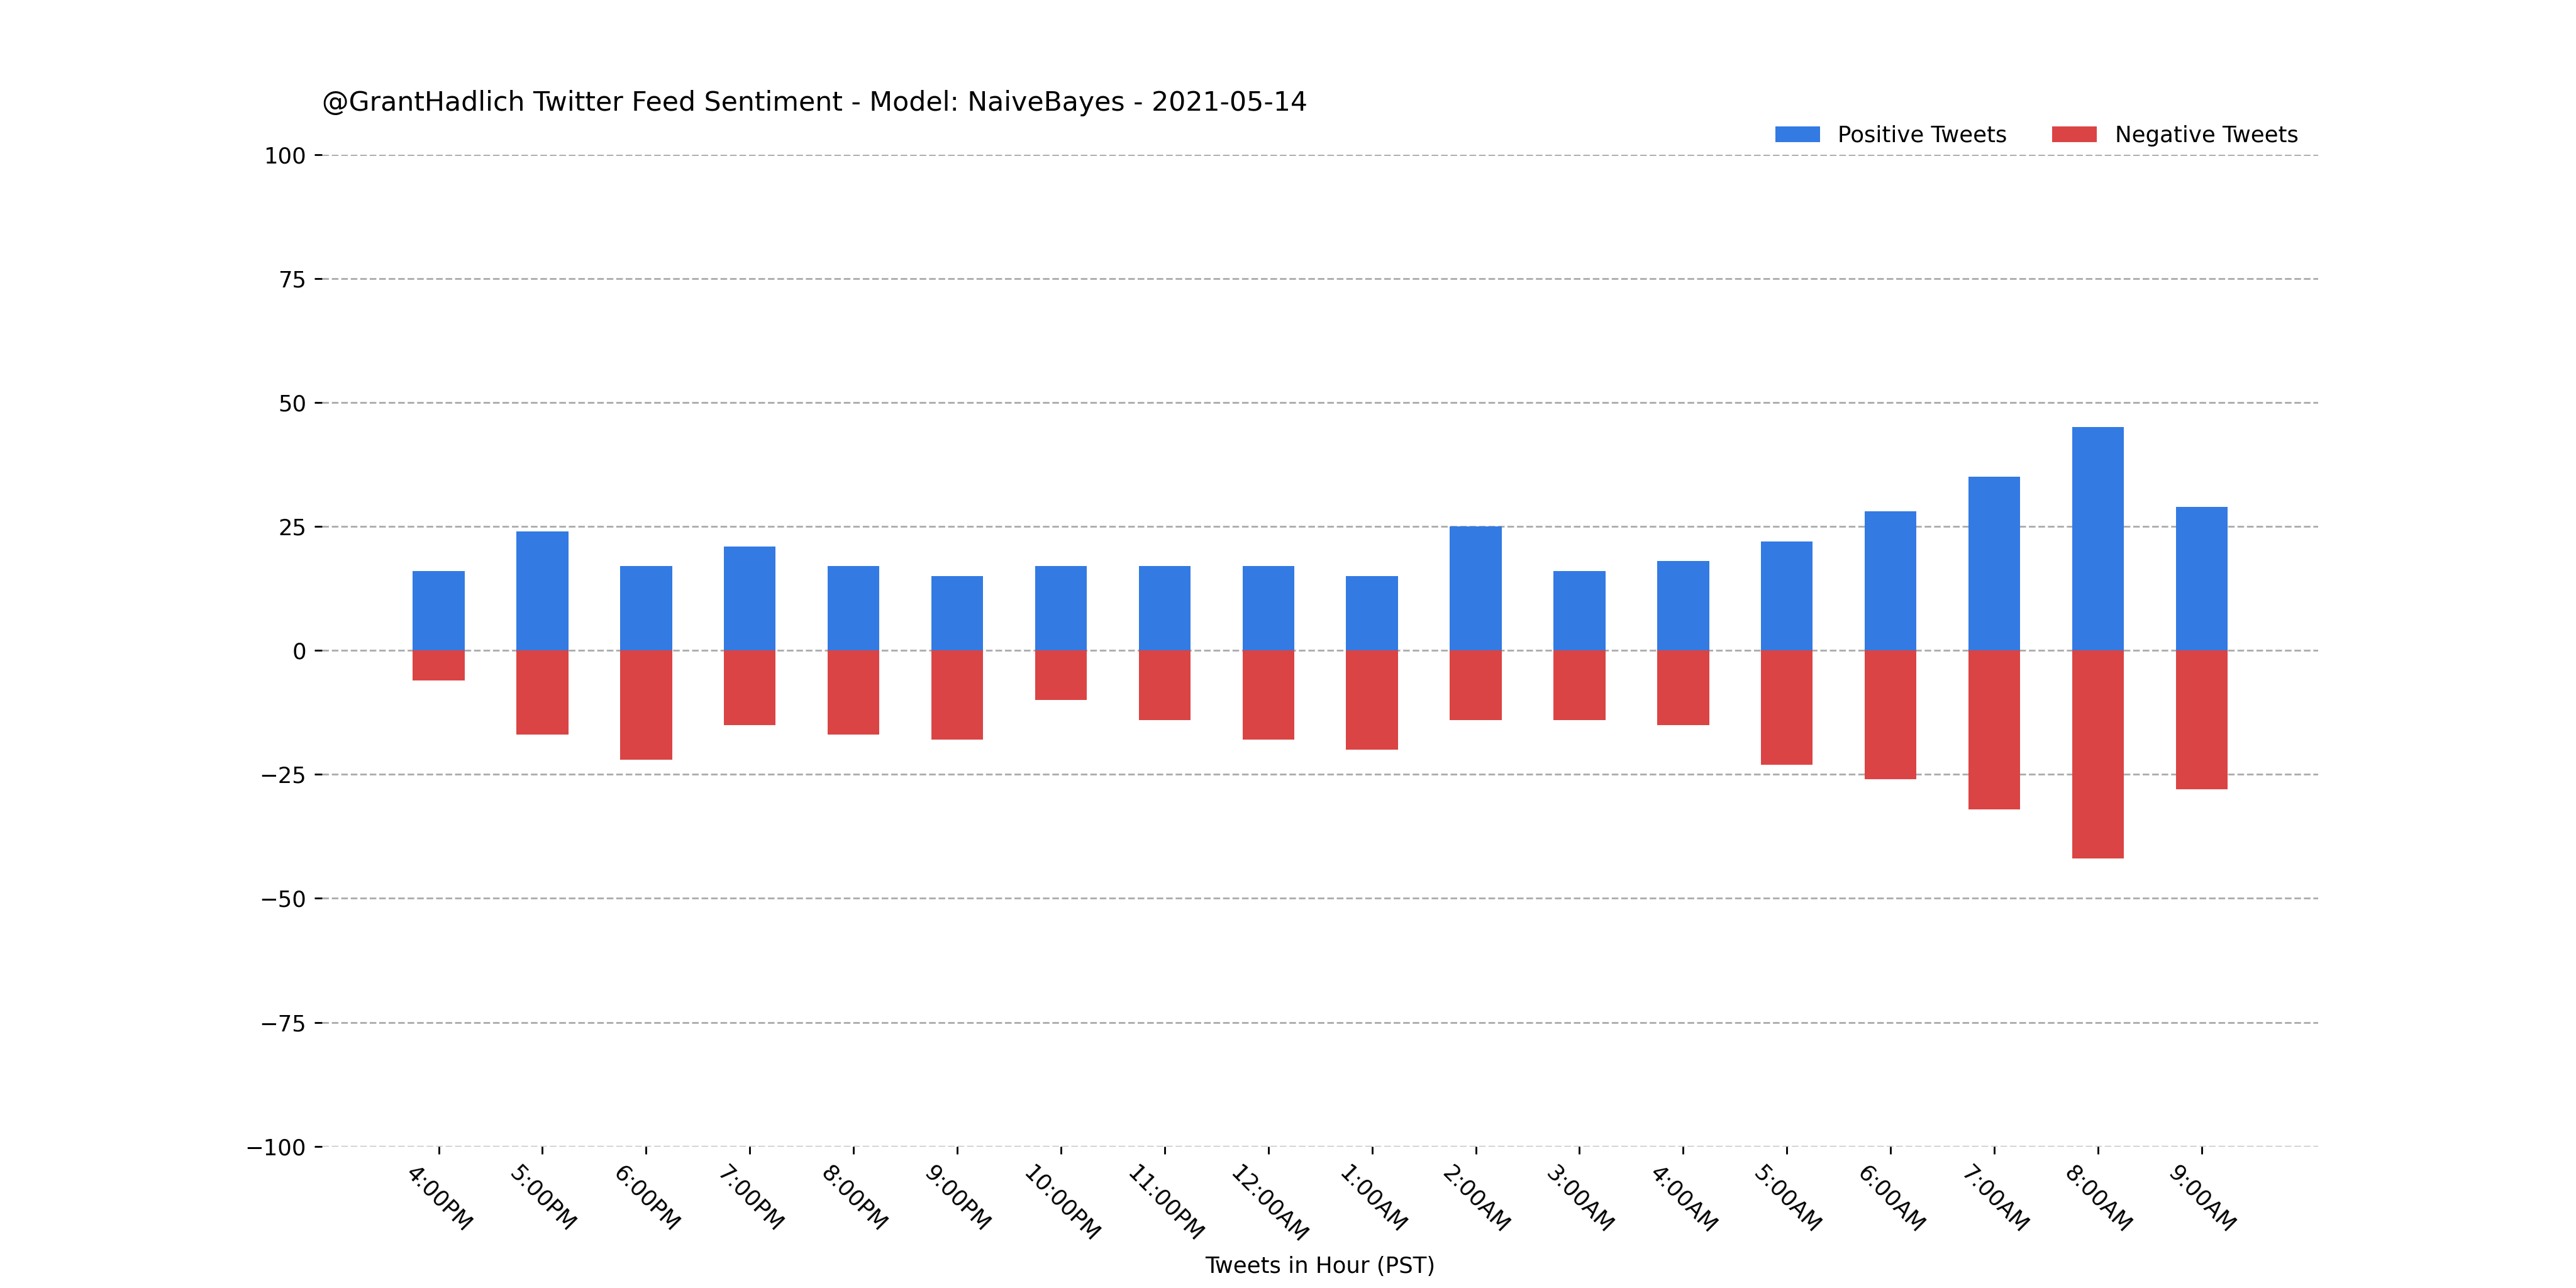 @GrantHadlich Twitter Feed Sentiment - Model: NaiveBayes - 2021-05-14
Positive Tweets Negative Tweets
100
75
50
25
0
−25
−50
−75
−100
4:00PM 5:00PM 6:00PM 7:00PM 8:00PM 9:00PM 10:00PM 11:00PM 12:00AM 1:00AM 2:00AM 3:00AM 4:00AM 5:00AM 6:00AM 7:00AM 8:00AM 9:00AM
Tweets in Hour (PST)